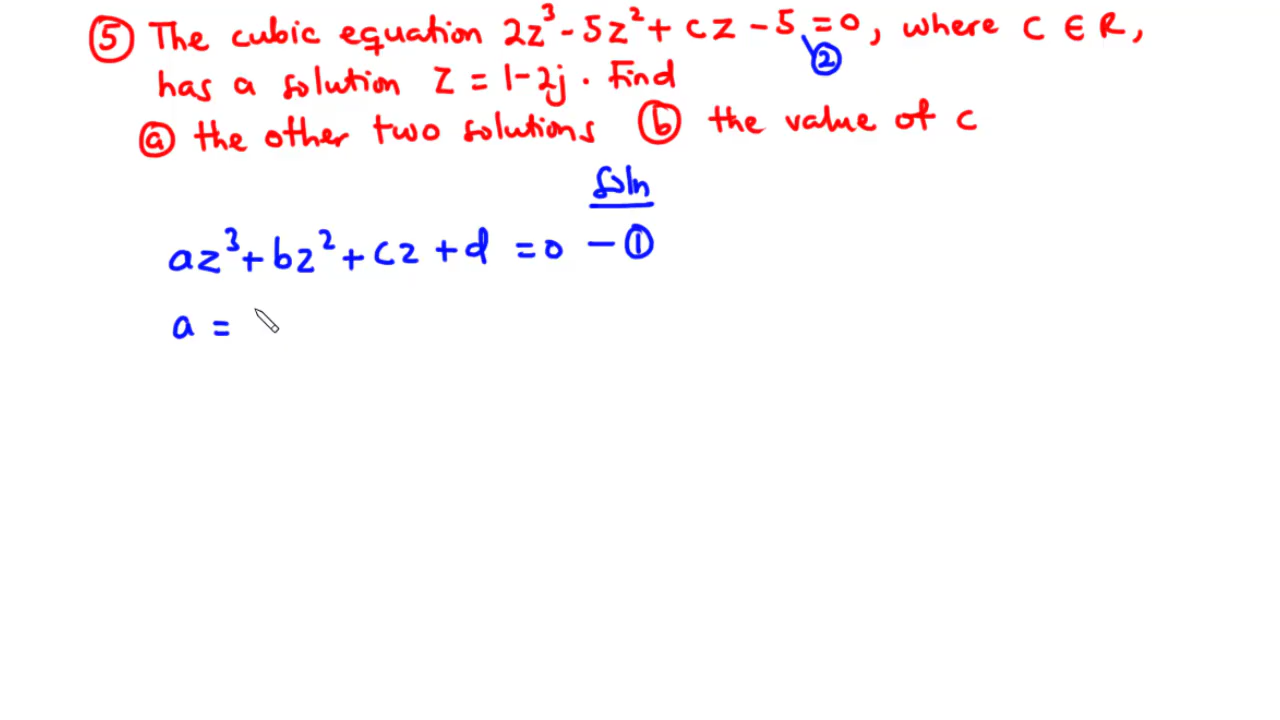 ⑤ The cubic equation 2z³ - 5z² + cz - 5 = 0, where C ∈ R,
②
has a solution Z = 1 - 2j. Find
ⓐ the other two solutions ⓑ the value of c
soln
az³ + bz² + cz + d = 0 - ①
a =